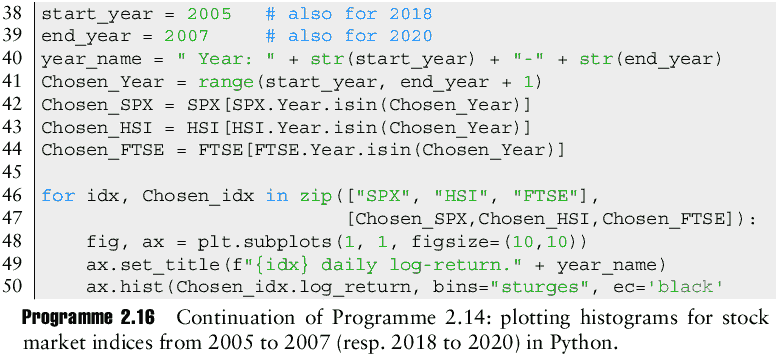 38 start_year = 2005   # also for 2018
39 end_year = 2007     # also for 2020
40 year_name = " Year: " + str(start_year) + "-" + str(end_year)
41 Chosen_Year = range(start_year, end_year + 1)
42 Chosen_SPX = SPX[SPX.Year.isin(Chosen_Year)]
43 Chosen_HSI = HSI[HSI.Year.isin(Chosen_Year)]
44 Chosen_FTSE = FTSE[FTSE.Year.isin(Chosen_Year)]
45
46 for idx, Chosen_idx in zip(["SPX", "HSI", "FTSE"],
47                            [Chosen_SPX,Chosen_HSI,Chosen_FTSE]):
48     fig, ax = plt.subplots(1, 1, figsize=(10,10))
49     ax.set_title(f"{idx} daily log-return." + year_name)
50     ax.hist(Chosen_idx.log_return, bins="sturges", ec='black'
Programme 2.16 Continuation of Programme 2.14: plotting histograms for stock
market indices from 2005 to 2007 (resp. 2018 to 2020) in Python.